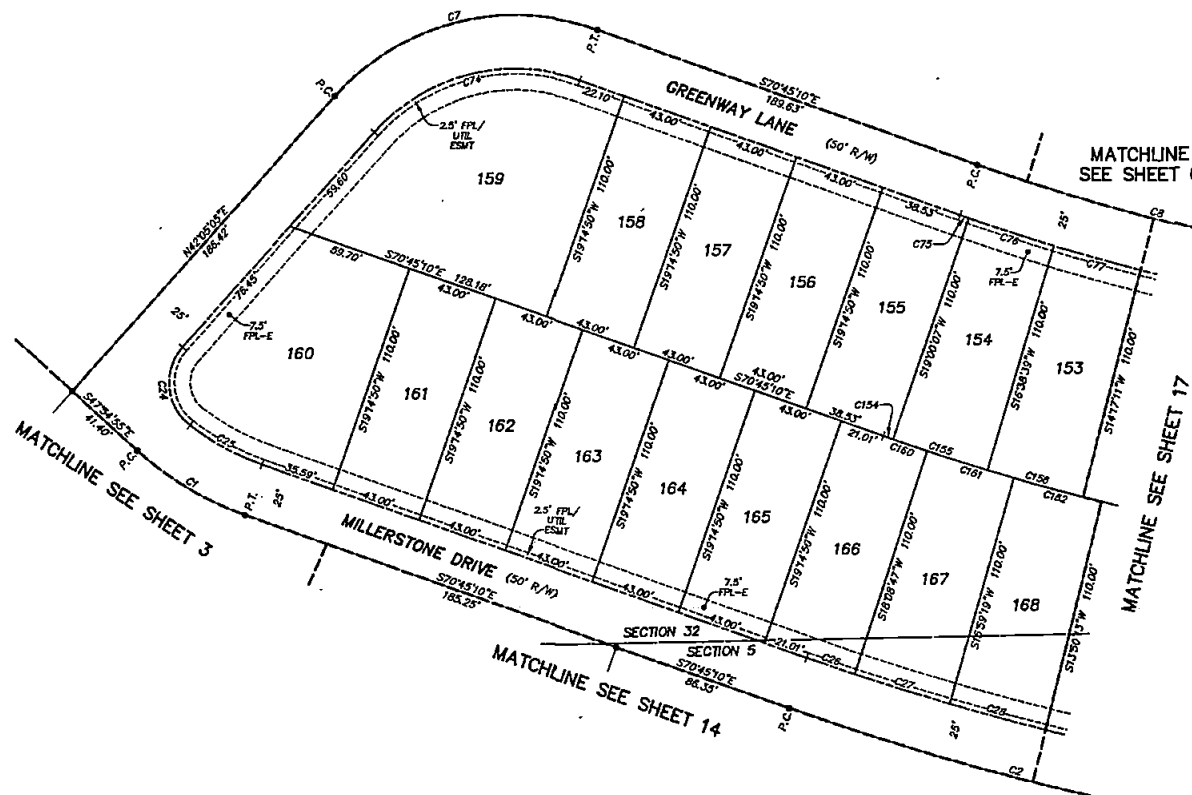 C7
P.T.
S70°45'10"E
189.63'
P.C.
C74
22.10'
GREENWAY LANE
(50' R/W)
2.5' FPL/
UTIL
ESMT
43.00'
43.00'
43.00'
38.53'
P.C.
MATCHLINE
SEE SHEET
25'
C8
C75
C76
C77
7.5'
FPL-E
59.60'
159
158
157
156
155
154
153
S19°14'50"W 110.00'
S19°14'50"W 110.00'
S19°14'50"W 110.00'
S19°14'50"W 110.00'
S19°00'07"W 110.00'
S16°38'39"W 110.00'
S14°17'11"W 110.00'
N42°05'05"E
186.42'
59.70'
S70°45'10"E 128.18'
43.00'
43.00'
43.00'
43.00'
43.00'
43.00'
S70°45'10"E
43.00'
38.53'
21.01'
C154
C160
C155
C161
C158
C182
76.45'
25'
7.5'
FPL-E
160
161
162
163
164
165
166
167
168
S19°14'50"W 110.00'
S19°14'50"W 110.00'
S19°14'50"W 110.00'
S19°14'50"W 110.00'
S19°14'50"W 110.00'
S19°14'50"W 110.00'
S18°08'47"W 110.00'
S15°59'19"W 110.00'
S13°50'13"W 110.00'
MATCHLINE SEE SHEET 17
C24
C25
35.59'
43.00'
43.00'
43.00'
43.00'
43.00'
21.01'
C26
C27
C28
2.5' FPL/
UTIL
ESMT
7.5'
FPL-E
S47°54'55"E
41.40'
P.C.
C1
P.T.
25'
MILLERSTONE DRIVE (50' R/W)
MATCHLINE SEE SHEET 3
S70°45'10"E
185.25'
SECTION 32
SECTION 5
S70°45'10"E
86.35'
MATCHLINE SEE SHEET 14
P.C.
25'
C2